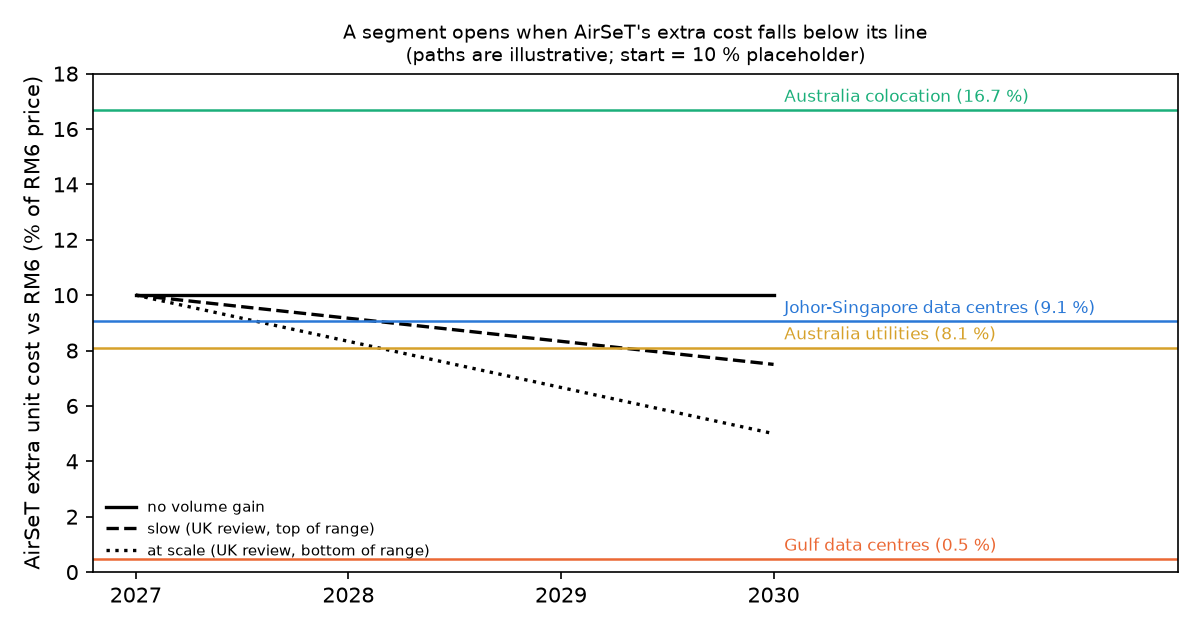 A segment opens when AirSeT's extra cost falls below its line
(paths are illustrative; start = 10 % placeholder)
AirSeT extra unit cost vs RM6 (% of RM6 price)
18
16
14
12
10
8
6
4
2
0
Australia colocation (16.7 %)
Johor-Singapore data centres (9.1 %)
Australia utilities (8.1 %)
Gulf data centres (0.5 %)
no volume gain
slow (UK review, top of range)
at scale (UK review, bottom of range)
2027
2028
2029
2030